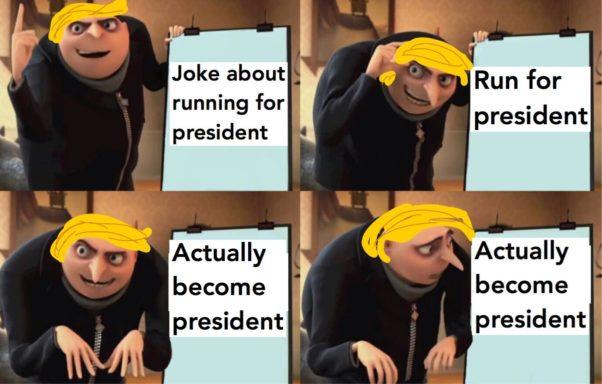 Joke about
running for
president
Run for
president
Actually
become
president
Actually
become
president